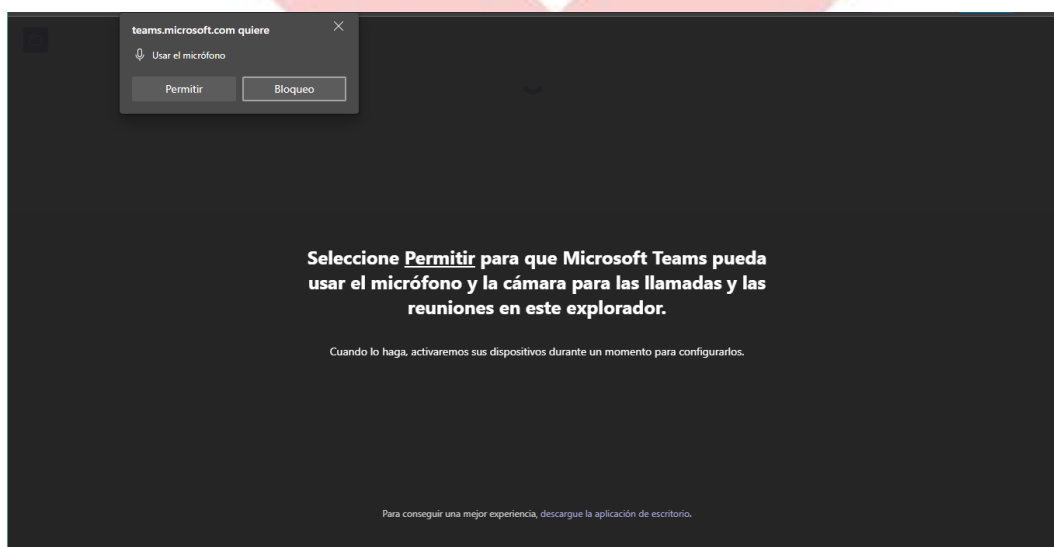 teams.microsoft.com quiere
Usar el micrófono
Permitir
Bloqueo
Seleccione Permitir para que Microsoft Teams pueda
usar el micrófono y la cámara para las llamadas y las
reuniones en este explorador.
Cuando lo haga, activaremos sus dispositivos durante un momento para configurarlos.
Para conseguir una mejor experiencia, descargue la aplicación de escritorio.